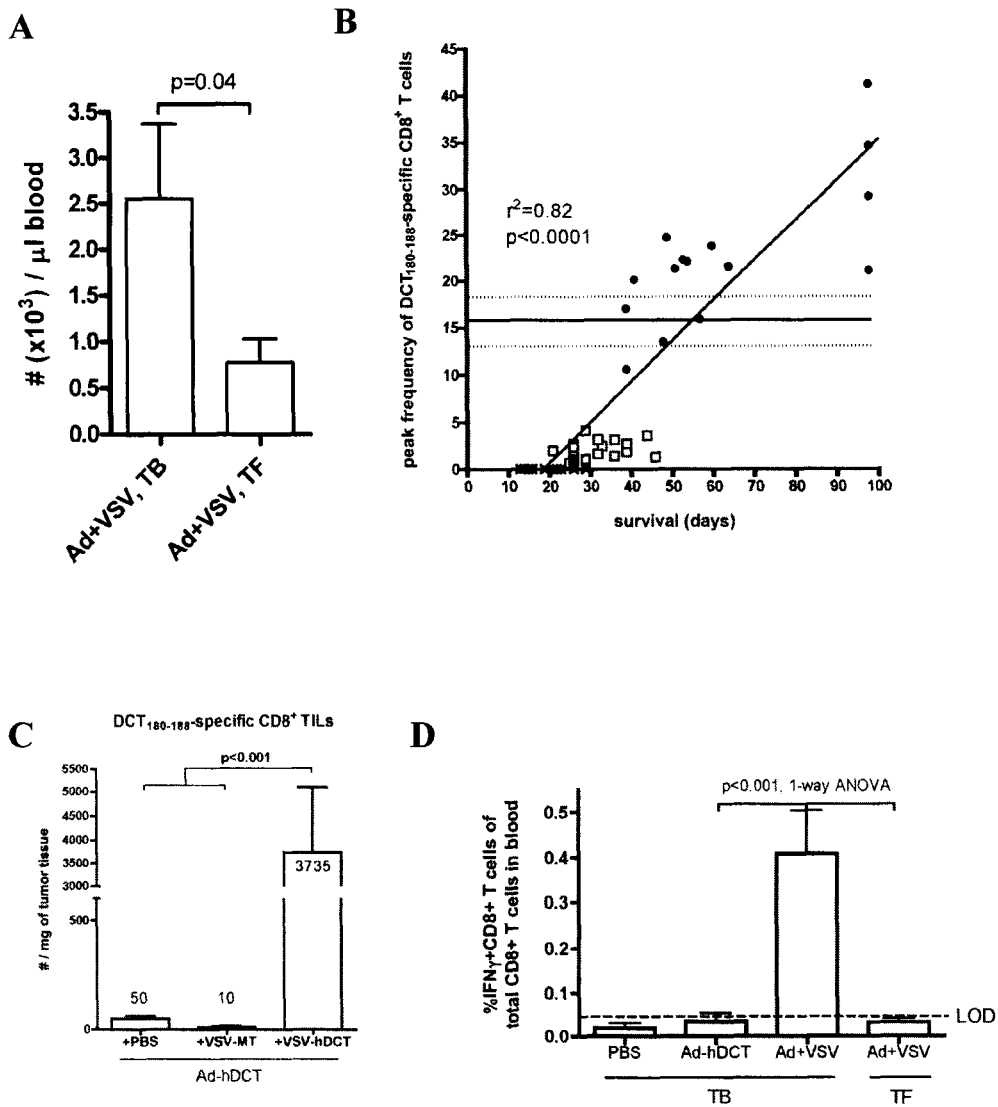 A
p=0.04
# (x10³) / μl blood
3.5
3.0
2.5
2.0
1.5
1.0
0.5
0.0
Ad+VSV, TB
Ad+VSV, TF
B
peak frequency of DCT₁₈₀₋₁₈₈-specific CD8⁺ T cells
45
40
35
30
25
20
15
10
5
0
r²=0.82
p<0.0001
0 10 20 30 40 50 60 70 80 90 100
survival (days)
C
DCT₁₈₀₋₁₈₈-specific CD8⁺ TILs
p<0.001
# / mg of tumor tissue
5500
5000
4500
4000
3500
3000
500
0
50
10
3735
+PBS +VSV-MT +VSV-hDCT
Ad-hDCT
D
p<0.001, 1-way ANOVA
%IFNγ+CD8+ T cells of
total CD8+ T cells in blood
0.5
0.4
0.3
0.2
0.1
0.0
LOD
PBS Ad-hDCT Ad+VSV Ad+VSV
TB TF